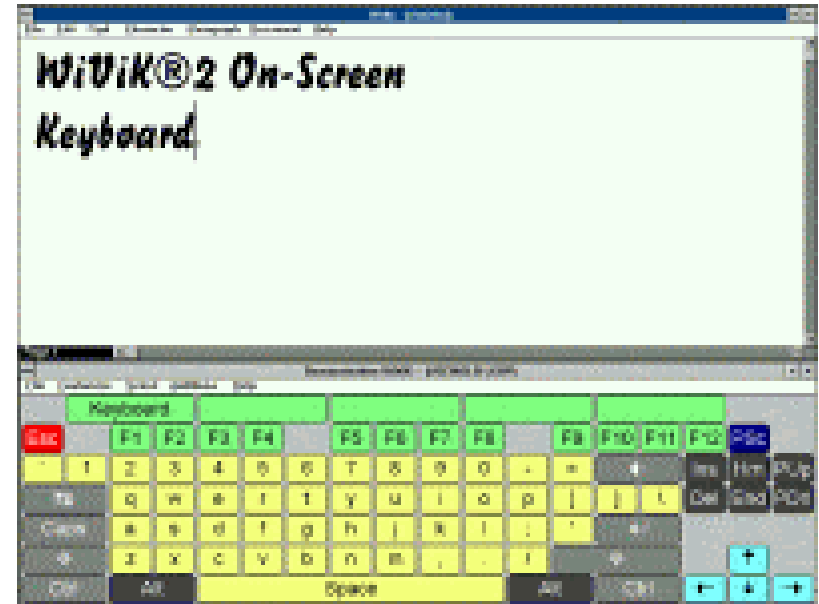 WiViK®2 On-Screen
Keyboard
Keyboard
Esc F1 F2 F3 F4 F5 F6 F7 F8 F9 F10 F11 F12 PSc
1 2 3 4 5 6 7 8 9 0 - = Ins Hm PUp
q w e r t y u i o p [ ] \ Del End PDn
Caps a s d f g h j k l ; '
z x c v b n m , . /
Ctrl Alt Space Alt Ctrl ← ↓ →